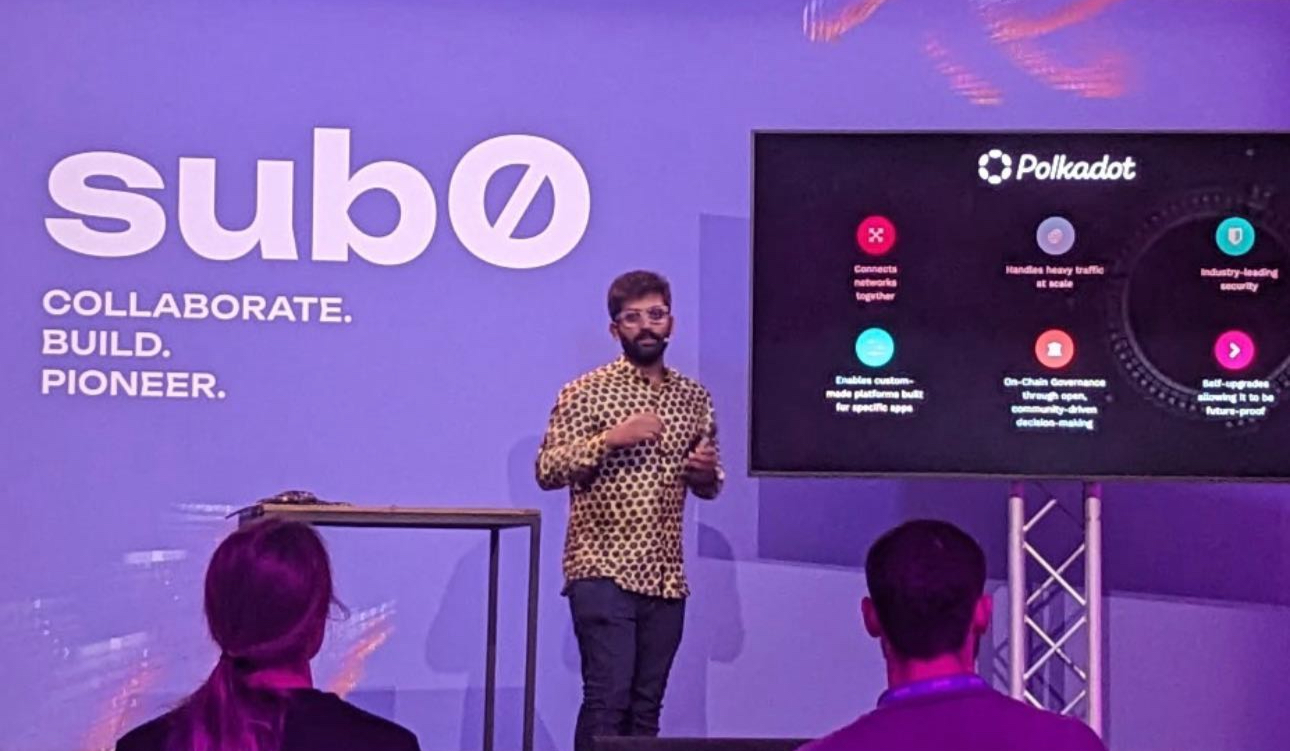 sub0
COLLABORATE.
BUILD.
PIONEER.
Polkadot
Connects
networks
together
Handles heavy traffic
at scale
Industry-leading
security
Enables custom-
made platforms built
for specific apps
On-Chain Governance
through open,
community-driven
decision-making
Self-upgrades
allowing it to be
future-proof